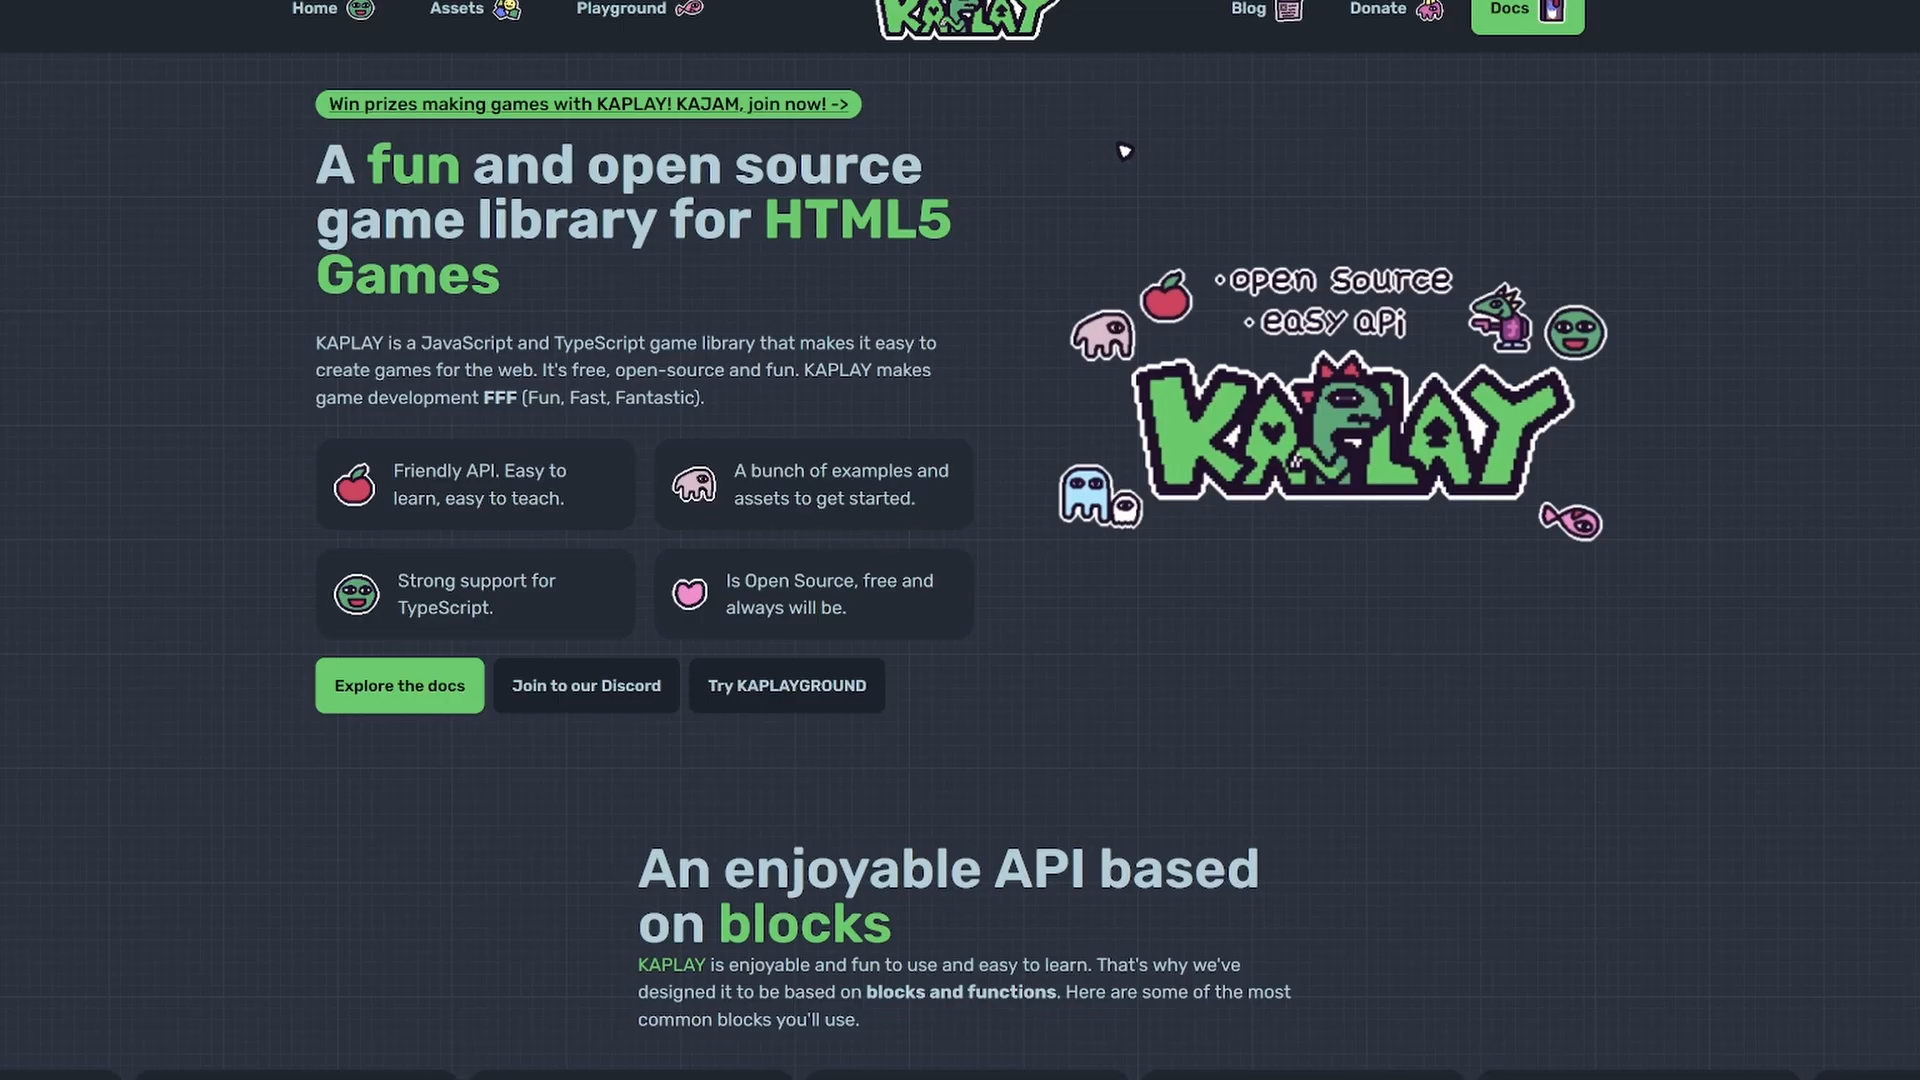 Home
Assets
Playground
KAPLAY
Blog
Donate
Docs
Win prizes making games with KAPLAY! KAJAM, join now! ->
A fun and open source
game library for HTML5
Games
KAPLAY is a JavaScript and TypeScript game library that makes it easy to
create games for the web. It's free, open-source and fun. KAPLAY makes
game development FFF (Fun, Fast, Fantastic).
Friendly API. Easy to
learn, easy to teach.
A bunch of examples and
assets to get started.
Strong support for
TypeScript.
Is Open Source, free and
always will be.
Explore the docs
Join to our Discord
Try KAPLAYGROUND
• open source
• easy api
KAPLAY
An enjoyable API based
on blocks
KAPLAY is enjoyable and fun to use and easy to learn. That's why we've
designed it to be based on blocks and functions. Here are some of the most
common blocks you'll use.